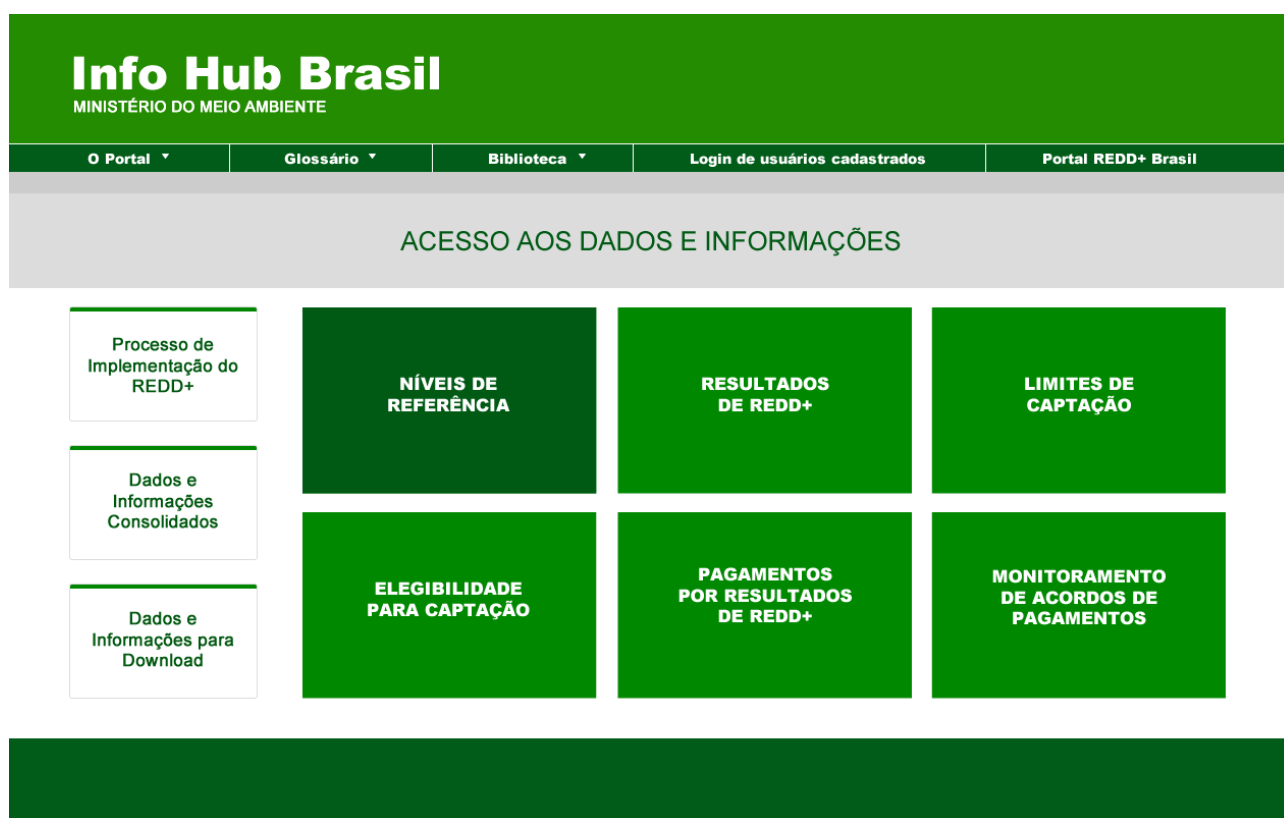 Info Hub Brasil
MINISTÉRIO DO MEIO AMBIENTE
O Portal
Glossário
Biblioteca
Login de usuários cadastrados
Portal REDD+ Brasil
ACESSO AOS DADOS E INFORMAÇÕES
Processo de
Implementação do
REDD+
Dados e
Informações
Consolidados
Dados e
Informações para
Download
NÍVEIS DE
REFERÊNCIA
RESULTADOS
DE REDD+
LIMITES DE
CAPTAÇÃO
ELEGIBILIDADE
PARA CAPTAÇÃO
PAGAMENTOS
POR RESULTADOS
DE REDD+
MONITORAMENTO
DE ACORDOS DE
PAGAMENTOS